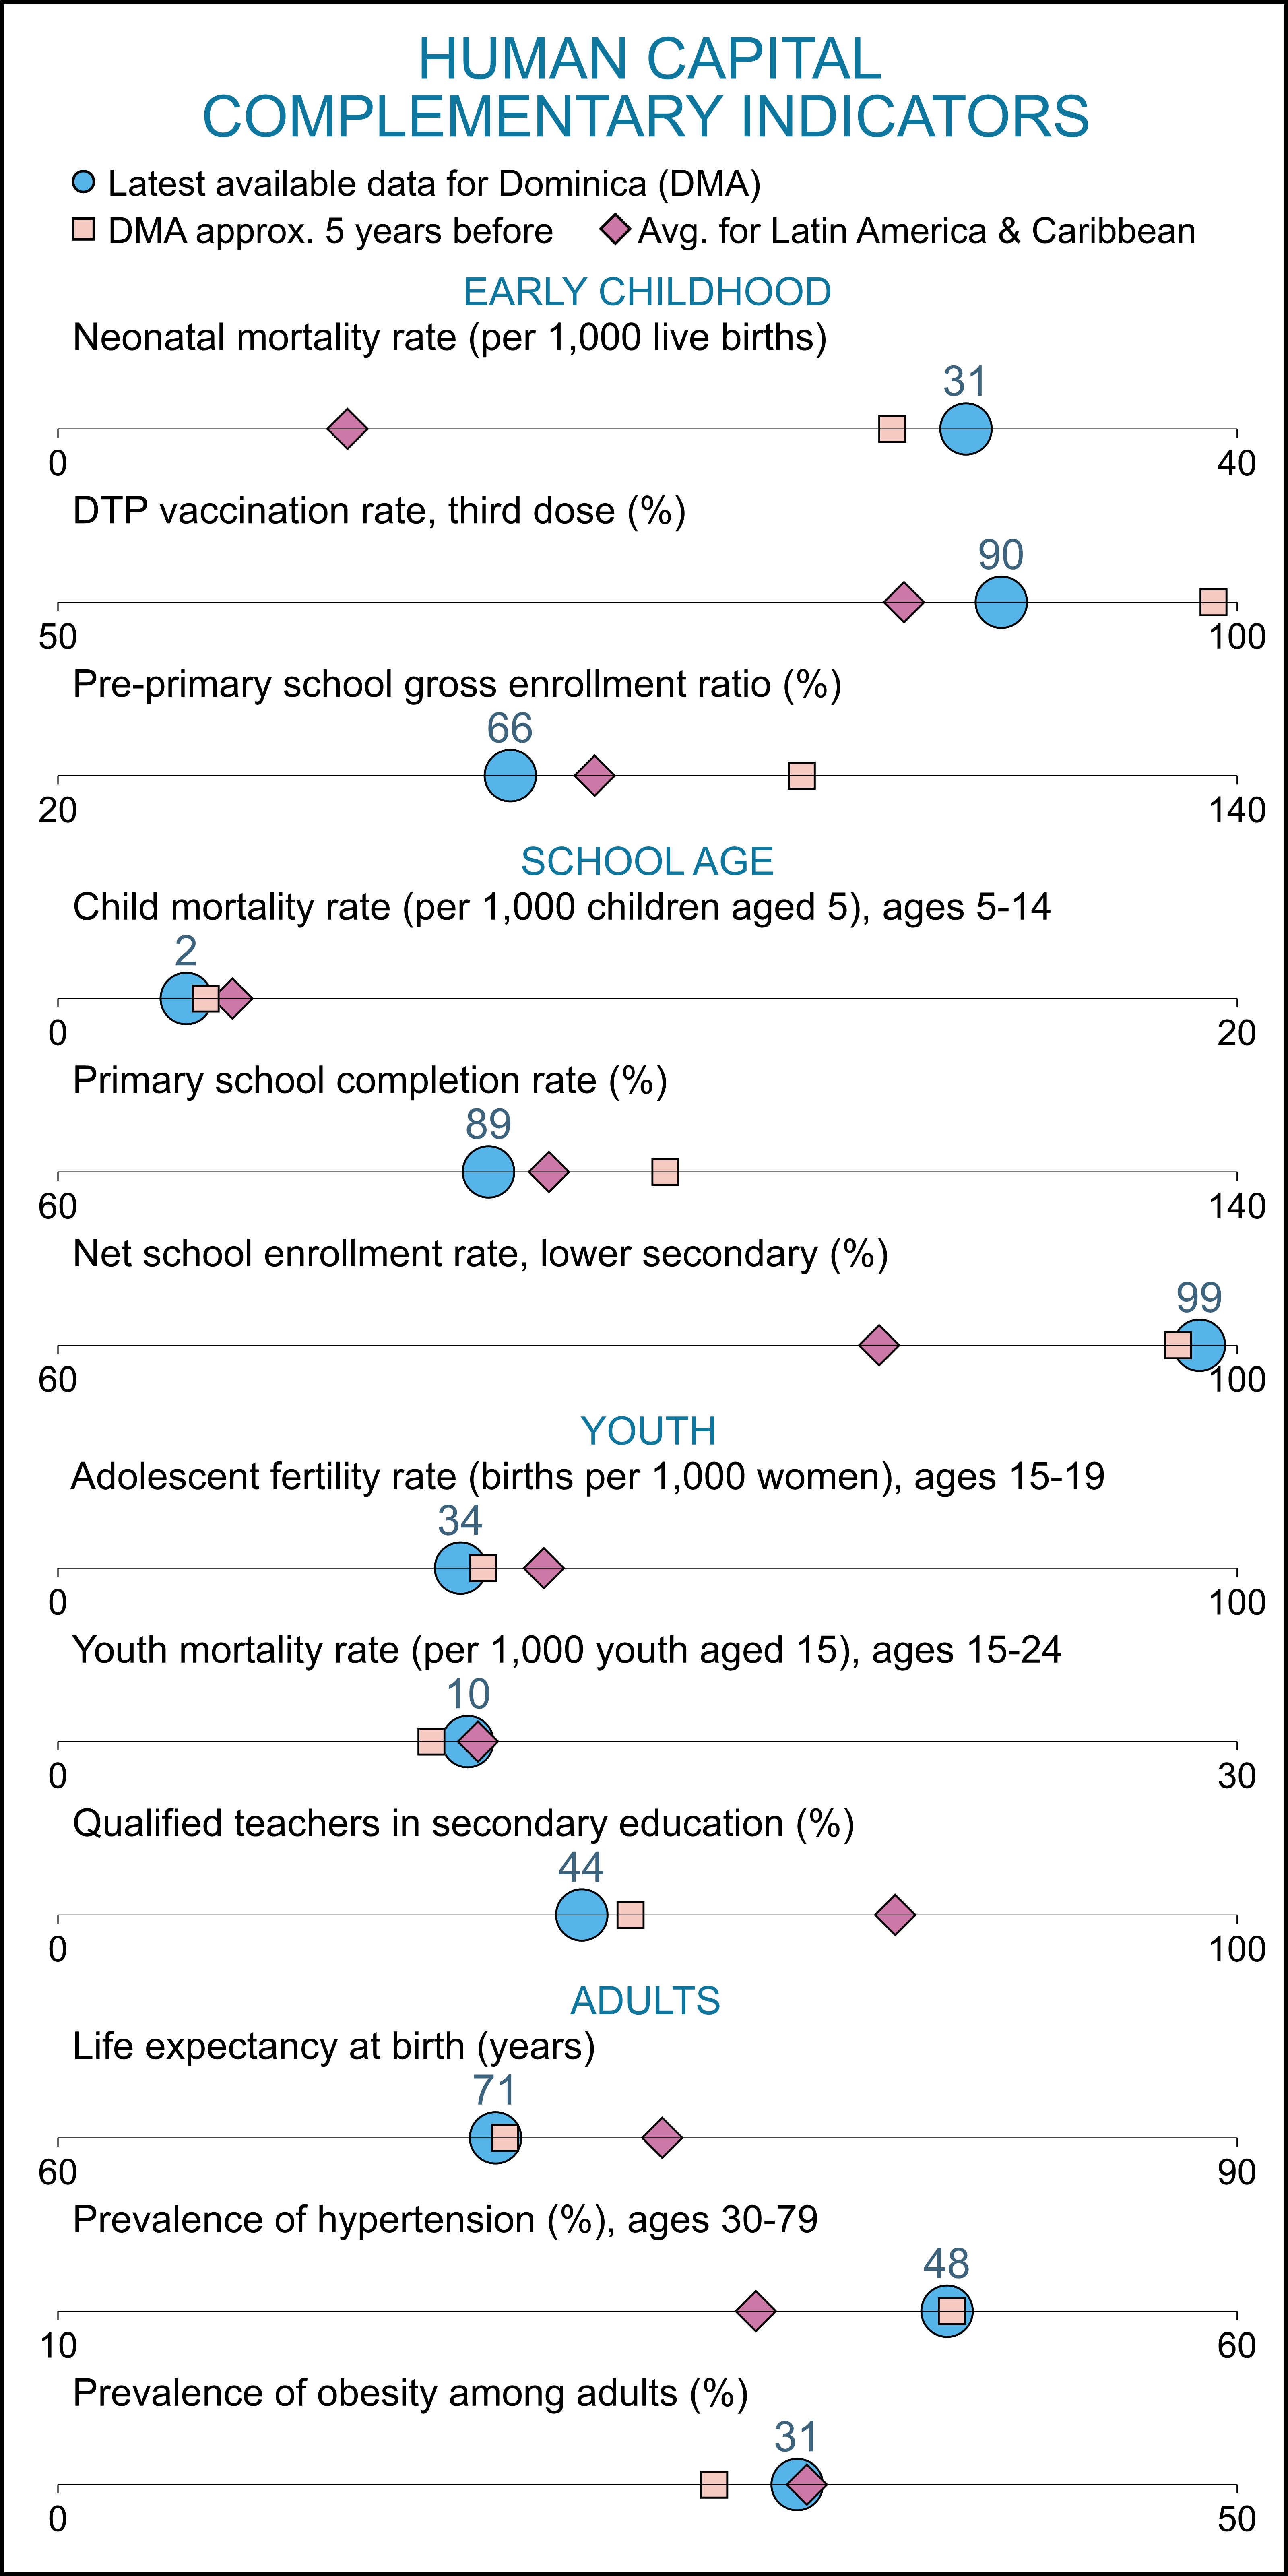 HUMAN CAPITAL
COMPLEMENTARY INDICATORS
Latest available data for Dominica (DMA)
DMA approx. 5 years before Avg. for Latin America & Caribbean
EARLY CHILDHOOD
Neonatal mortality rate (per 1,000 live births)
31
0 40
DTP vaccination rate, third dose (%)
90
50 100
Pre-primary school gross enrollment ratio (%)
66
20 140
SCHOOL AGE
Child mortality rate (per 1,000 children aged 5), ages 5-14
2
0 20
Primary school completion rate (%)
89
60 140
Net school enrollment rate, lower secondary (%)
99
60 100
YOUTH
Adolescent fertility rate (births per 1,000 women), ages 15-19
34
0 100
Youth mortality rate (per 1,000 youth aged 15), ages 15-24
10
0 30
Qualified teachers in secondary education (%)
44
0 100
ADULTS
Life expectancy at birth (years)
71
60 90
Prevalence of hypertension (%), ages 30-79
48
10 60
Prevalence of obesity among adults (%)
31
0 50